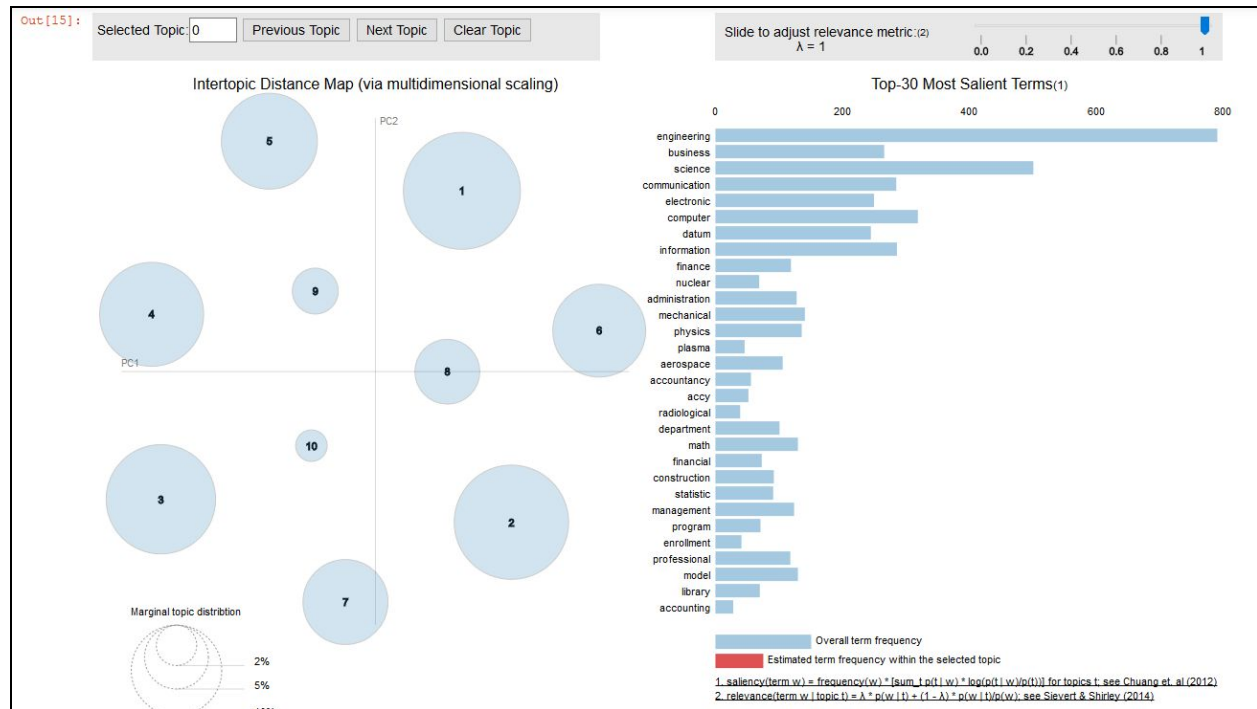 Out[15]:
Selected Topic: 0 Previous Topic Next Topic Clear Topic
Slide to adjust relevance metric:(2)
λ = 1
0.0 0.2 0.4 0.6 0.8 1
Intertopic Distance Map (via multidimensional scaling)
PC2
5
1
9
4
6
PC1
8
10
3
2
7
Marginal topic distribtion
2%
5%
Top-30 Most Salient Terms(1)
0 200 400 600 800
engineering
business
science
communication
electronic
computer
datum
information
finance
nuclear
administration
mechanical
physics
plasma
aerospace
accountancy
accy
radiological
department
math
financial
construction
statistic
management
program
enrollment
professional
model
library
accounting
Overall term frequency
Estimated term frequency within the selected topic
1. saliency(term w) = frequency(w) * [sum_t p(t | w) * log(p(t | w)/p(t))] for topics t; see Chuang et. al (2012)
2. relevance(term w | topic t) = λ * p(w | t) + (1 - λ) * p(w | t)/p(w); see Sievert & Shirley (2014)